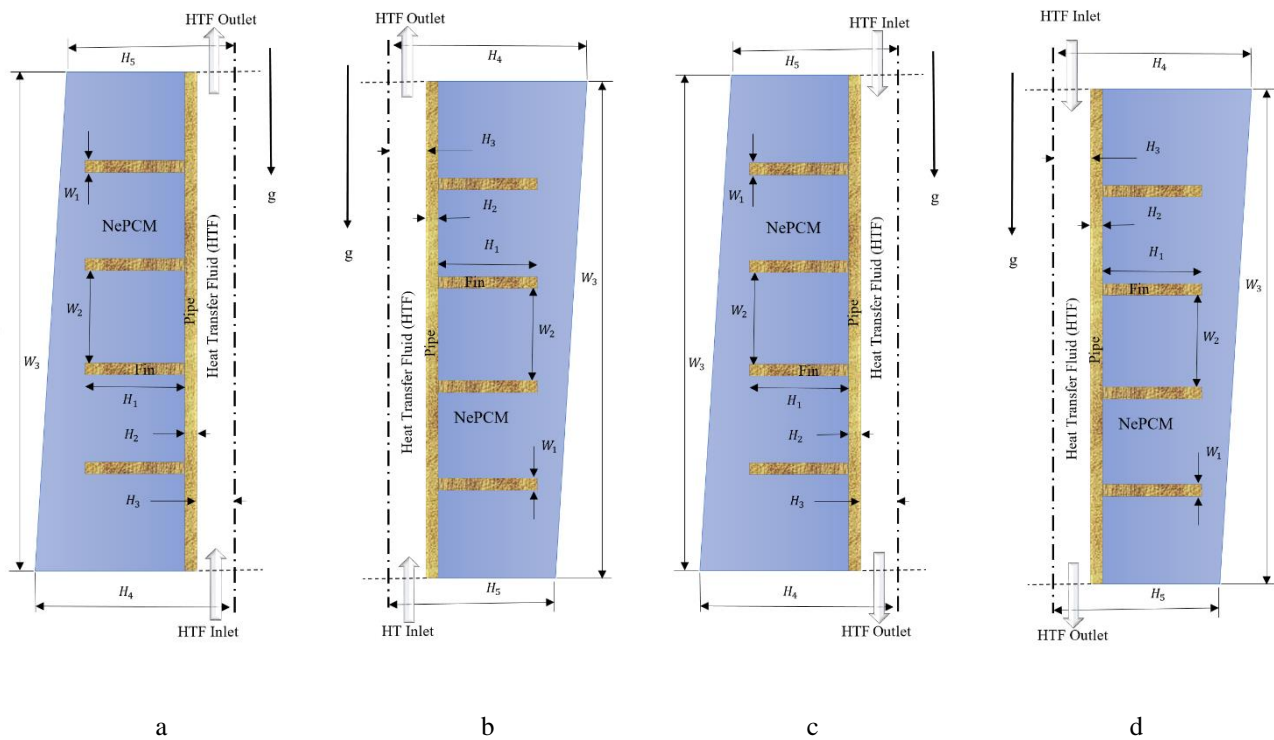 HTF Outlet
H₅
g
W₁
NePCM
W₂
W₃
Pipe
Heat Transfer Fluid (HTF)
Fin
H₁
H₂
H₃
H₄
HTF Inlet
a
HTF Outlet
H₄
H₃
g
H₂
H₁
Fin
W₃
W₂
Pipe
Heat Transfer Fluid (HTF)
NePCM
W₁
H₅
HT Inlet
b
HTF Inlet
H₅
g
W₁
NePCM
W₂
W₃
Pipe
Heat Transfer Fluid (HTF)
Fin
H₁
H₂
H₃
H₄
HTF Outlet
c
HTF Inlet
H₄
H₃
g
H₂
H₁
Fin
W₃
W₂
Pipe
Heat Transfer Fluid (HTF)
NePCM
W₁
H₅
HTF Outlet
d